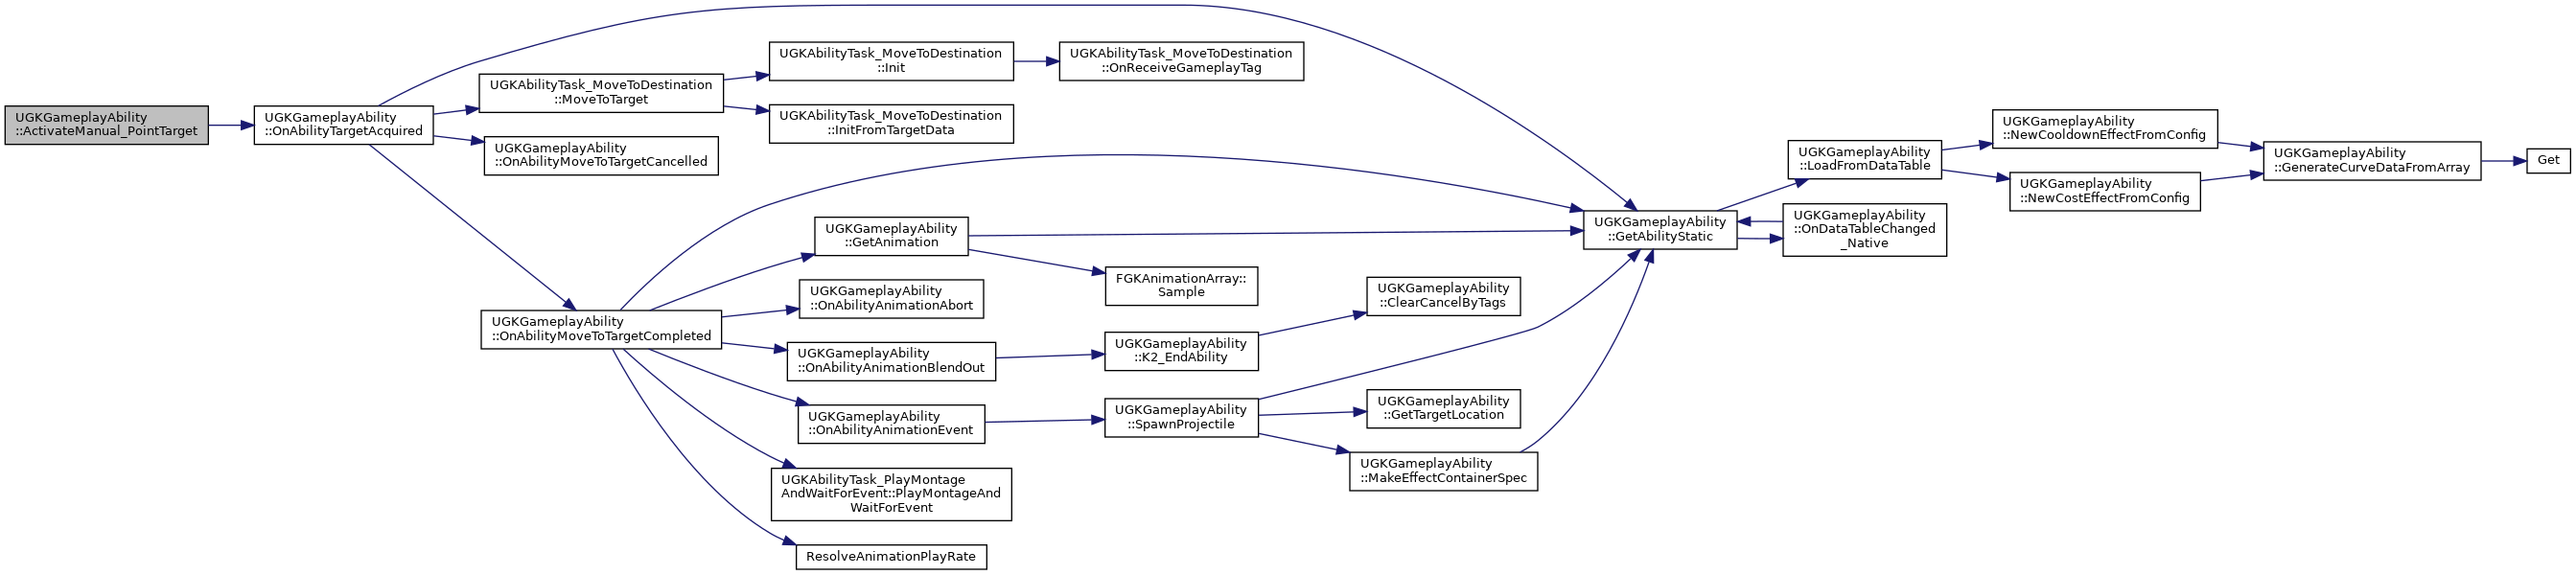 UGKGameplayAbility
::ActivateManual_PointTarget
UGKGameplayAbility
::OnAbilityTargetAcquired
UGKAbilityTask_MoveToDestination
::MoveToTarget
UGKAbilityTask_MoveToDestination
::Init
UGKAbilityTask_MoveToDestination
::OnReceiveGameplayTag
UGKAbilityTask_MoveToDestination
::InitFromTargetData
UGKGameplayAbility
::OnAbilityMoveToTargetCancelled
UGKGameplayAbility
::OnAbilityMoveToTargetCompleted
UGKGameplayAbility
::GetAnimation
FGKAnimationArray::
Sample
UGKGameplayAbility
::OnAbilityAnimationAbort
UGKGameplayAbility
::OnAbilityAnimationBlendOut
UGKGameplayAbility
::K2_EndAbility
UGKGameplayAbility
::ClearCancelByTags
UGKGameplayAbility
::OnAbilityAnimationEvent
UGKGameplayAbility
::SpawnProjectile
UGKGameplayAbility
::GetTargetLocation
UGKGameplayAbility
::MakeEffectContainerSpec
UGKAbilityTask_PlayMontage
AndWaitForEvent::PlayMontageAnd
WaitForEvent
ResolveAnimationPlayRate
UGKGameplayAbility
::GetAbilityStatic
UGKGameplayAbility
::LoadFromDataTable
UGKGameplayAbility
::OnDataTableChanged
_Native
UGKGameplayAbility
::NewCooldownEffectFromConfig
UGKGameplayAbility
::NewCostEffectFromConfig
UGKGameplayAbility
::GenerateCurveDataFromArray
Get